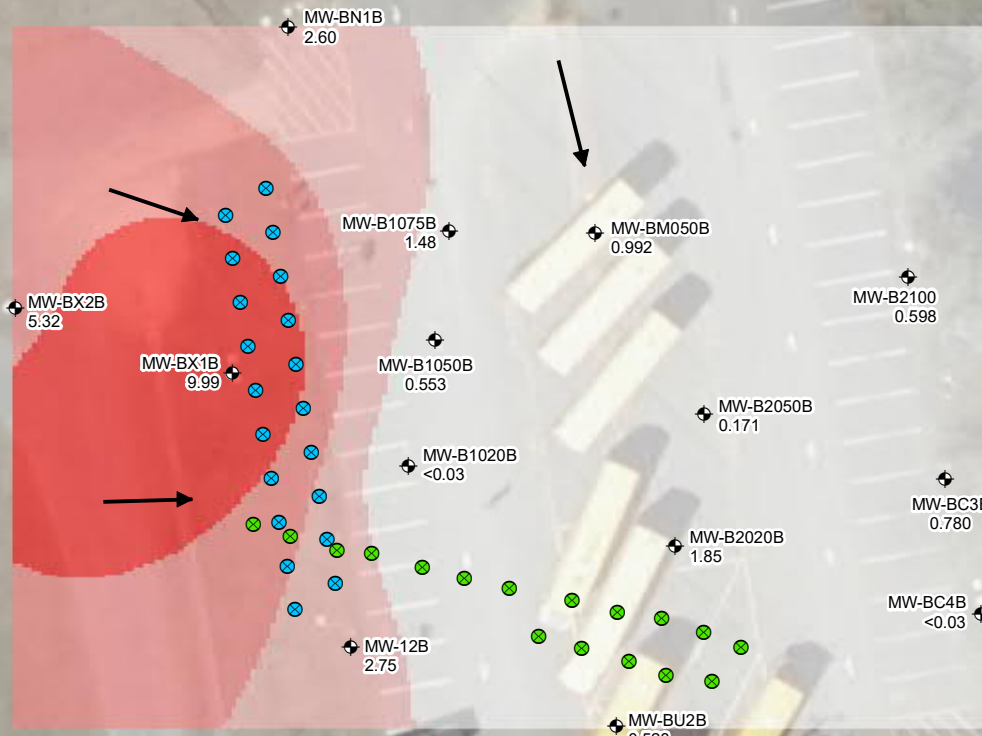 MW-BN1B
2.60
MW-B1075B
1.48
MW-BM050B
0.992
MW-B2100
0.598
MW-BX2B
5.32
MW-BX1B
9.99
MW-B1050B
0.553
MW-B2050B
0.171
MW-B1020B
<0.03
MW-BC3B
0.780
MW-B2020B
1.85
MW-BC4B
<0.03
MW-12B
2.75
MW-BU2B